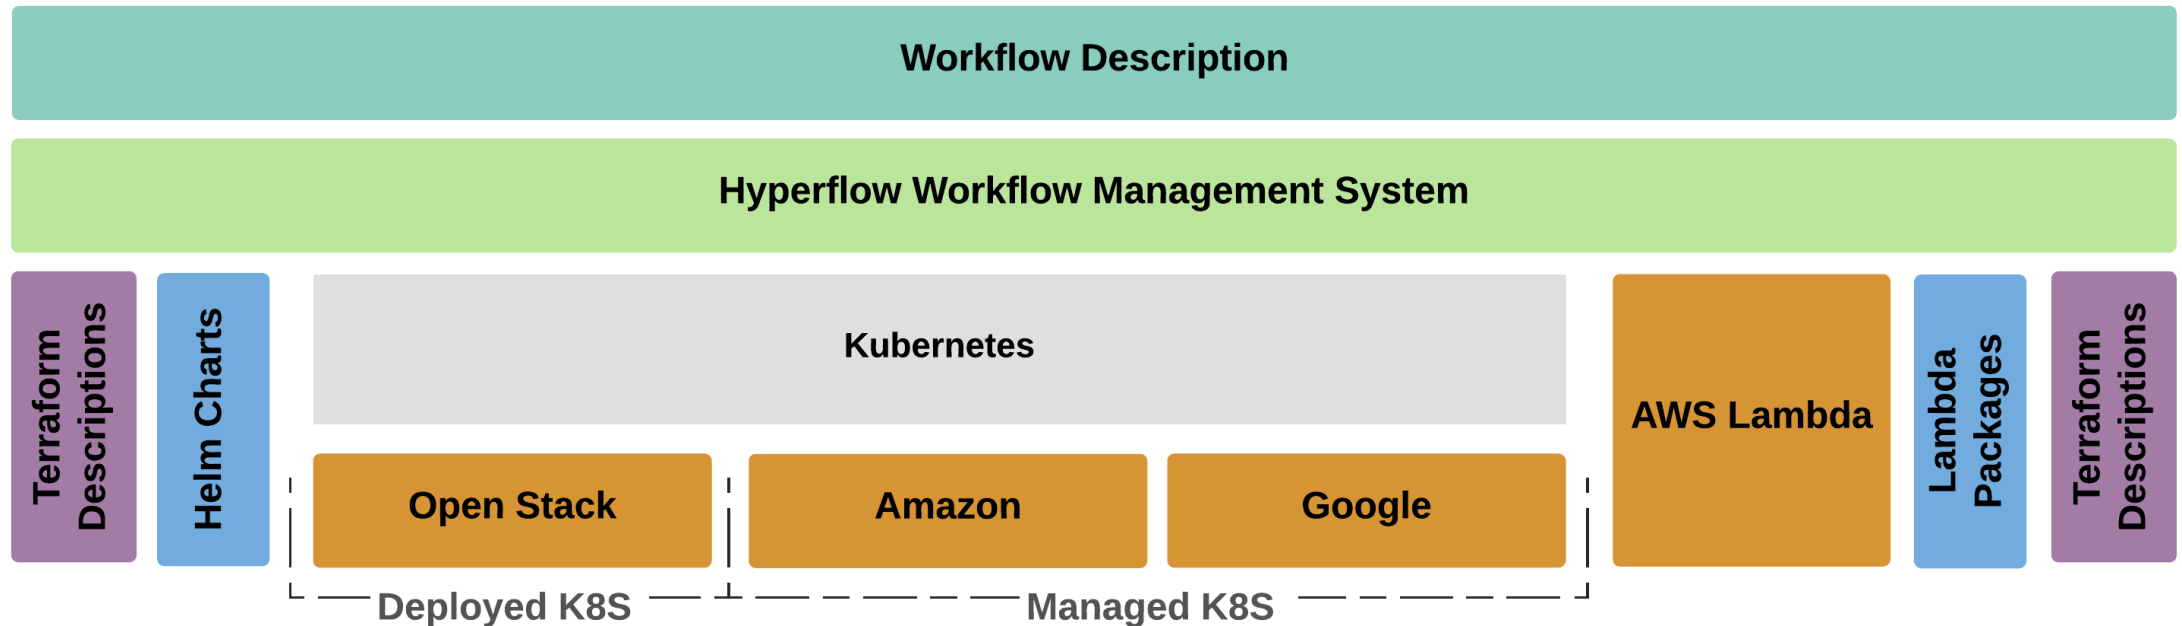 Workflow Description
Hyperflow Workflow Management System
Terraform
Descriptions
Helm Charts
Kubernetes
Open Stack
Amazon
Google
Deployed K8S
Managed K8S
AWS Lambda
Lambda
Packages
Terraform
Descriptions